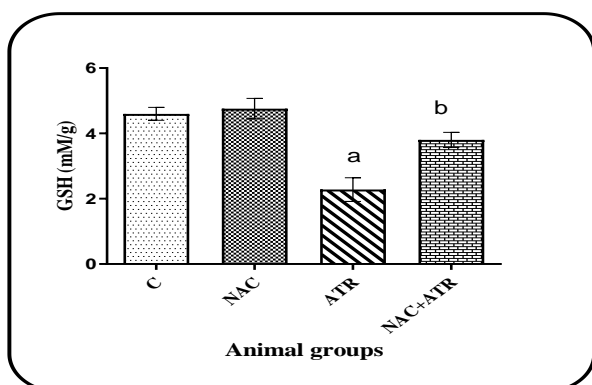 6
4
2
0
GSH (mM/g)
a
b
C
NAC
ATR
NAC+ATR
Animal groups